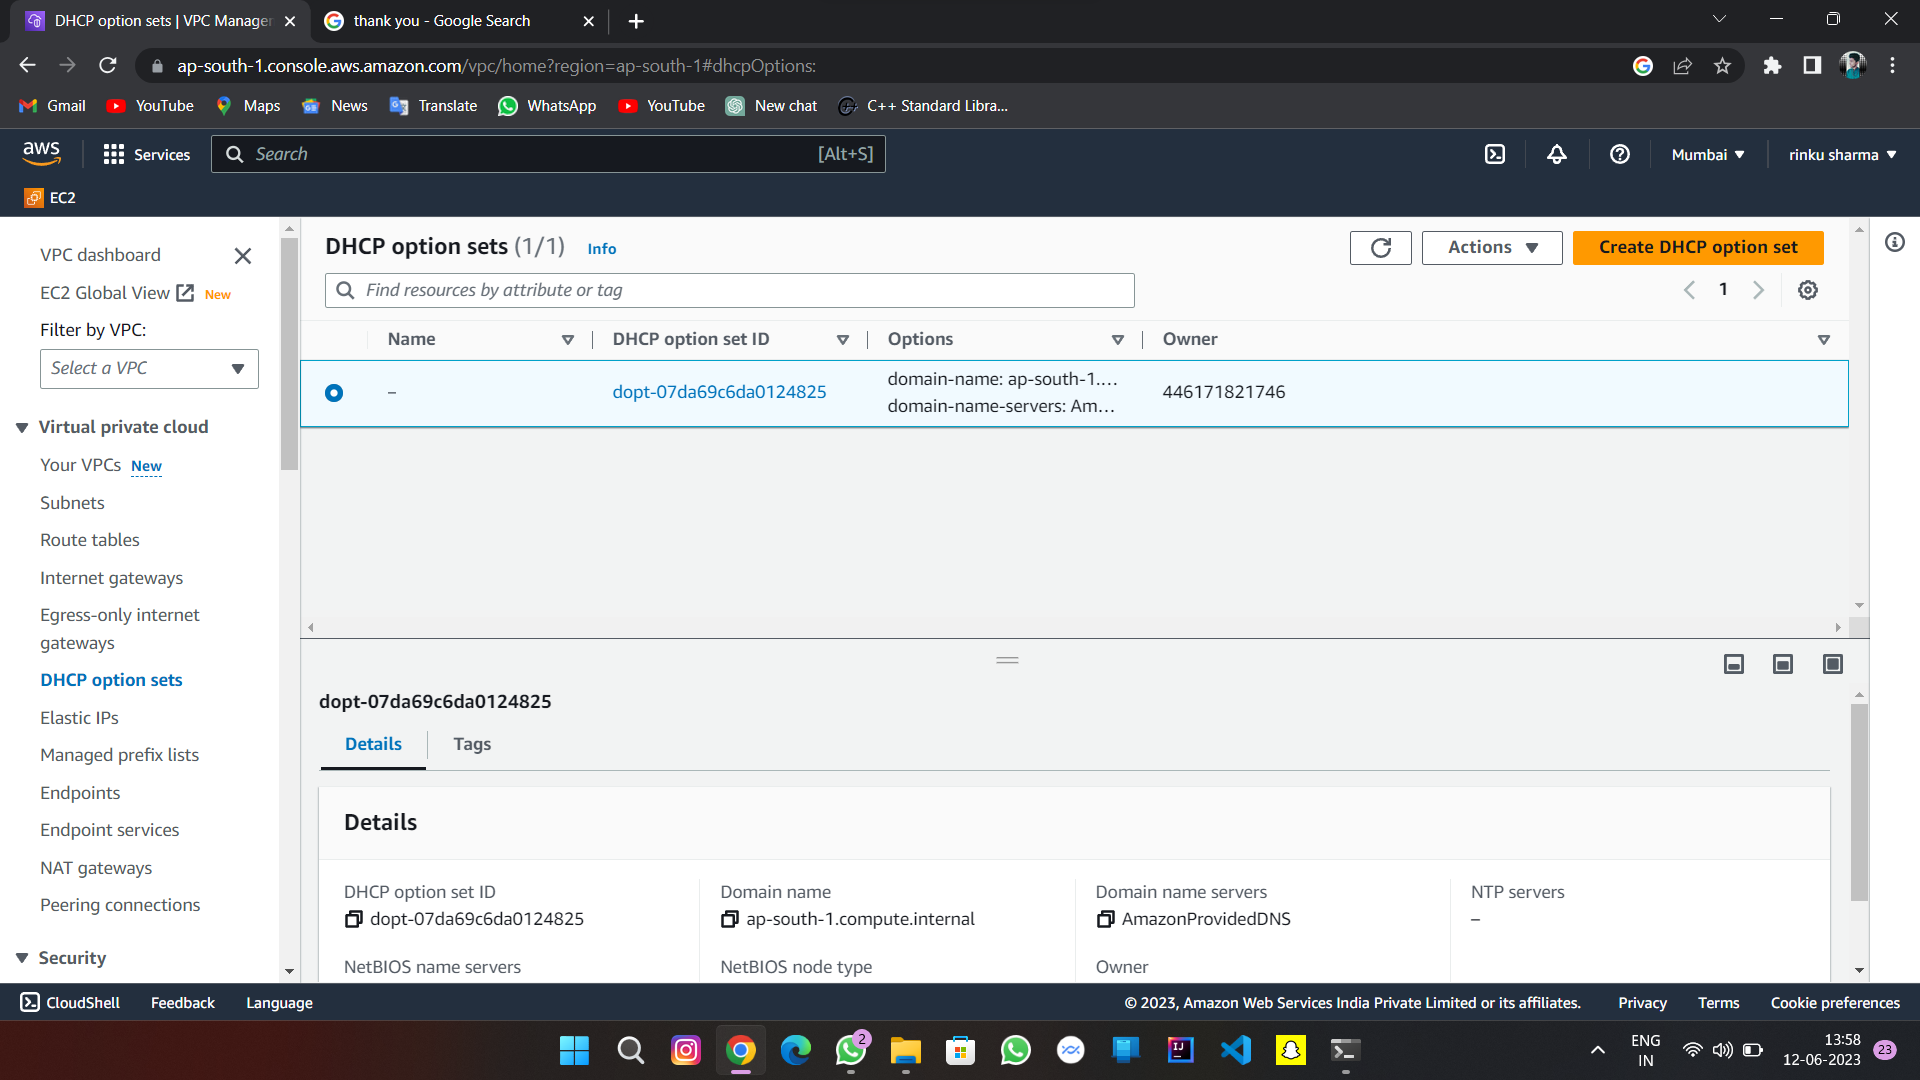 DHCP option sets | VPC Manager
thank you - Google Search
ap-south-1.console.aws.amazon.com/vpc/home?region=ap-south-1#dhcpOptions:
Gmail YouTube Maps News Translate WhatsApp YouTube New chat C++ Standard Libra...
aws Services Search [Alt+S] Mumbai rinku sharma
EC2
VPC dashboard
EC2 Global View New
Filter by VPC:
Select a VPC
Virtual private cloud
Your VPCs New
Subnets
Route tables
Internet gateways
Egress-only internet
gateways
DHCP option sets
Elastic IPs
Managed prefix lists
Endpoints
Endpoint services
NAT gateways
Peering connections
Security
DHCP option sets (1/1) Info
Actions
Create DHCP option set
Find resources by attribute or tag
1
Name DHCP option set ID Options Owner
– dopt-07da69c6da0124825 domain-name: ap-south-1.... 446171821746
domain-name-servers: Am...
dopt-07da69c6da0124825
Details Tags
Details
DHCP option set ID Domain name Domain name servers NTP servers
dopt-07da69c6da0124825 ap-south-1.compute.internal AmazonProvidedDNS –
NetBIOS name servers NetBIOS node type Owner
CloudShell Feedback Language © 2023, Amazon Web Services India Private Limited or its affiliates. Privacy Terms Cookie preferences
2
IJ
ENG
IN
13:58
12-06-2023
23